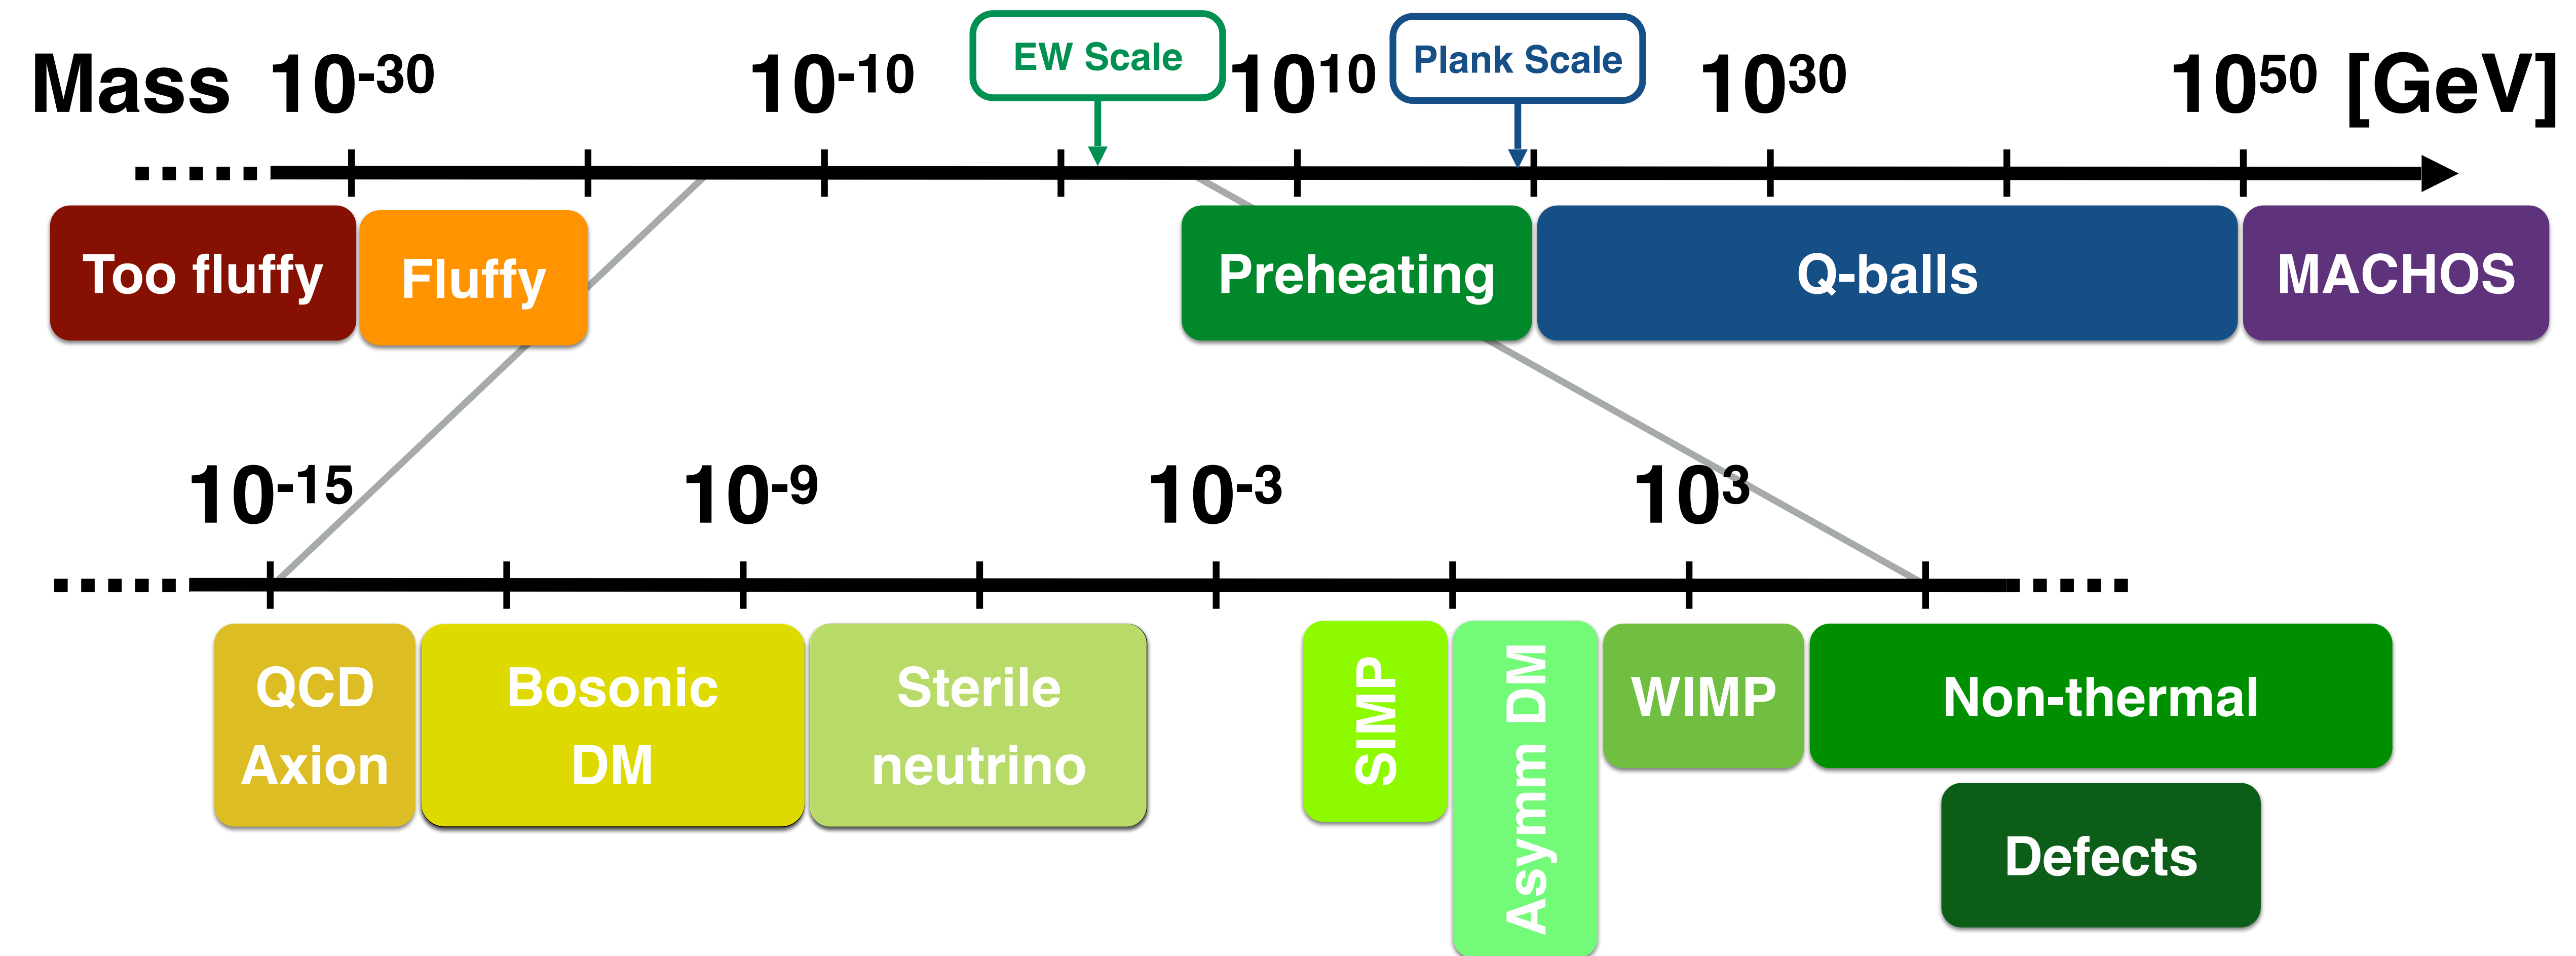 EW Scale
Plank Scale
Mass 10-30 10-10 1010 1030 1050 [GeV]
Too fluffy
Fluffy
Preheating
Q-balls
MACHOS
10-15 10-9 10-3 103
QCD
Axion
Bosonic
DM
Sterile
neutrino
SIMP
Asymm DM
WIMP
Non-thermal
Defects